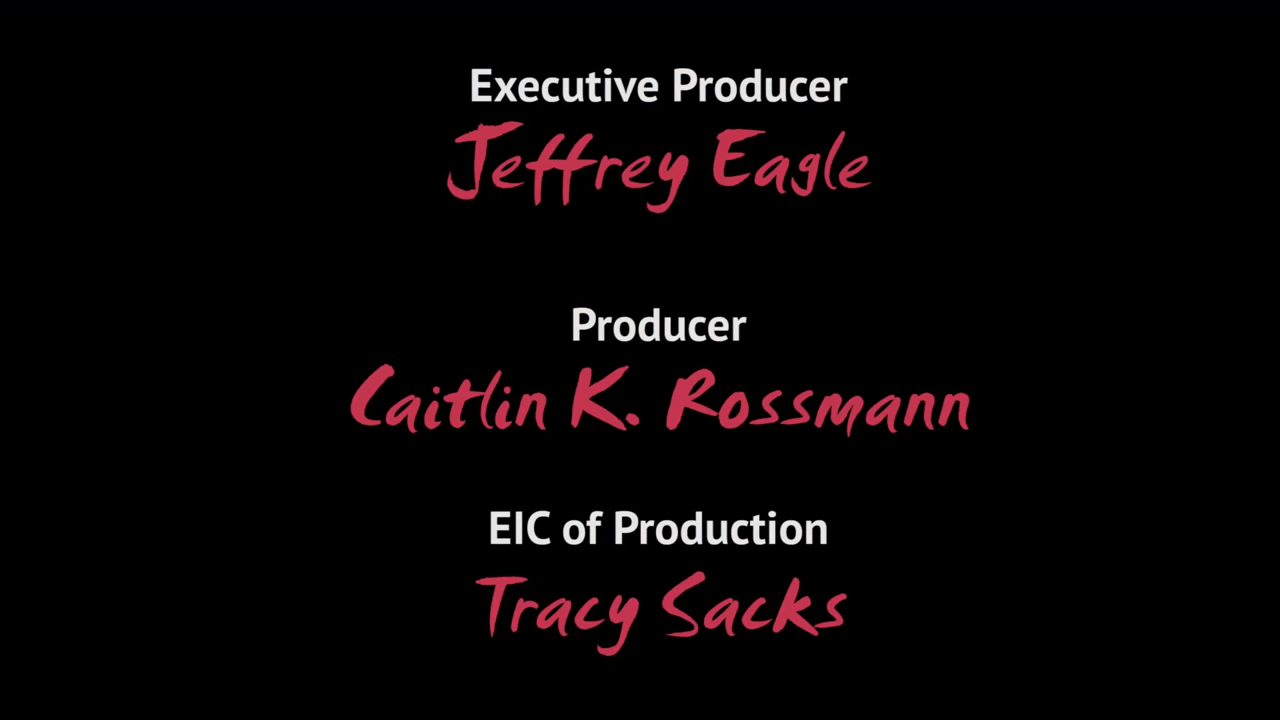 Executive Producer
Jeffrey Eagle
Producer
Caitlin K. Rossmann
EIC of Production
Tracy Sacks